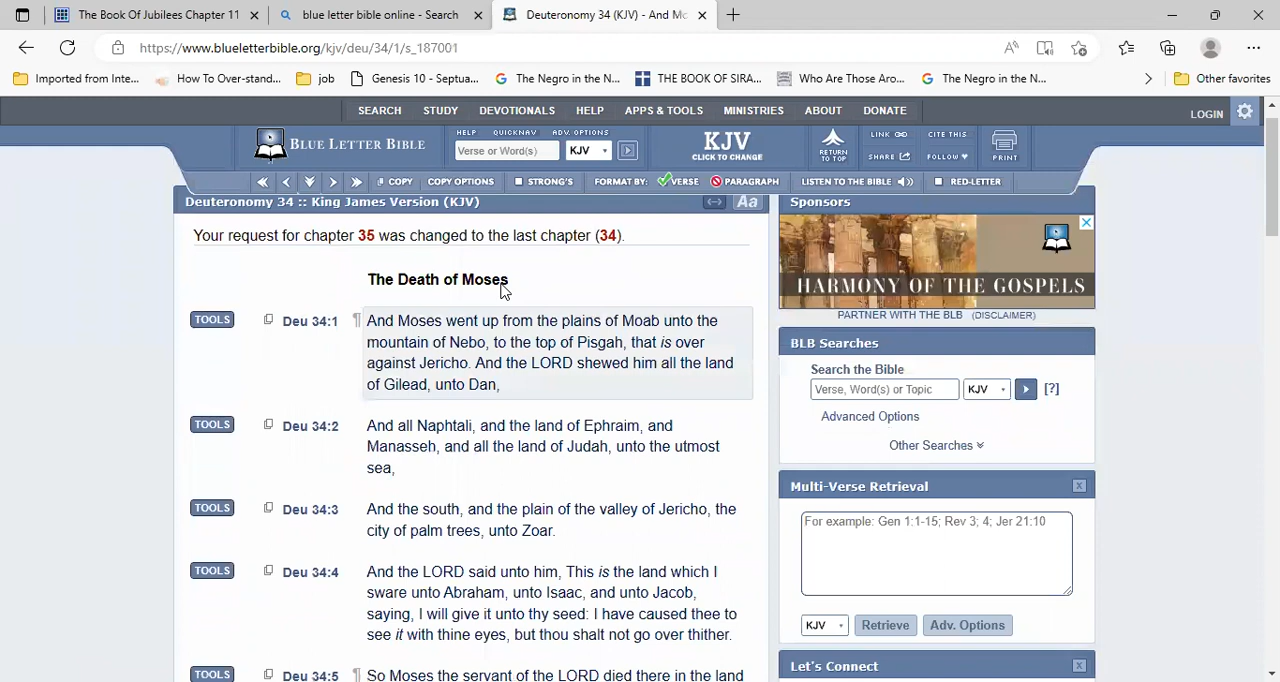 The Book Of Jubilees Chapter 11
blue letter bible online - Search
Deuteronomy 34 (KJV) - And Mo
https://www.blueletterbible.org/kjv/deu/34/1/s_187001
Imported from Inte...
How To Over-stand...
job
Genesis 10 - Septua...
The Negro in the N...
THE BOOK OF SIRA...
Who Are Those Aro...
The Negro in the N...
Other favorites
SEARCH STUDY DEVOTIONALS HELP APPS & TOOLS MINISTRIES ABOUT DONATE
LOGIN
BLUE LETTER BIBLE
HELP QUICKNAV ADV. OPTIONS
Verse or Word(s) KJV
KJV
CLICK TO CHANGE
RETURN
TO TOP
LINK CITE THIS
SHARE FOLLOW
PRINT
COPY COPY OPTIONS STRONG'S FORMAT BY: VERSE PARAGRAPH LISTEN TO THE BIBLE RED-LETTER
Deuteronomy 34 :: King James Version (KJV)
Aa
Your request for chapter 35 was changed to the last chapter (34).
The Death of Moses
TOOLS Deu 34:1 ¶ And Moses went up from the plains of Moab unto the
mountain of Nebo, to the top of Pisgah, that is over
against Jericho. And the LORD shewed him all the land
of Gilead, unto Dan,
TOOLS Deu 34:2 And all Naphtali, and the land of Ephraim, and
Manasseh, and all the land of Judah, unto the utmost
sea,
TOOLS Deu 34:3 And the south, and the plain of the valley of Jericho, the
city of palm trees, unto Zoar.
TOOLS Deu 34:4 And the LORD said unto him, This is the land which I
sware unto Abraham, unto Isaac, and unto Jacob,
saying, I will give it unto thy seed: I have caused thee to
see it with thine eyes, but thou shalt not go over thither.
TOOLS Deu 34:5 ¶ So Moses the servant of the LORD died there in the land
Sponsors
HARMONY OF THE GOSPELS
PARTNER WITH THE BLB (DISCLAIMER)
BLB Searches
Search the Bible
Verse, Word(s) or Topic KJV [?]
Advanced Options
Other Searches
Multi-Verse Retrieval
For example: Gen 1:1-15; Rev 3; 4; Jer 21:10
KJV Retrieve Adv. Options
Let's Connect